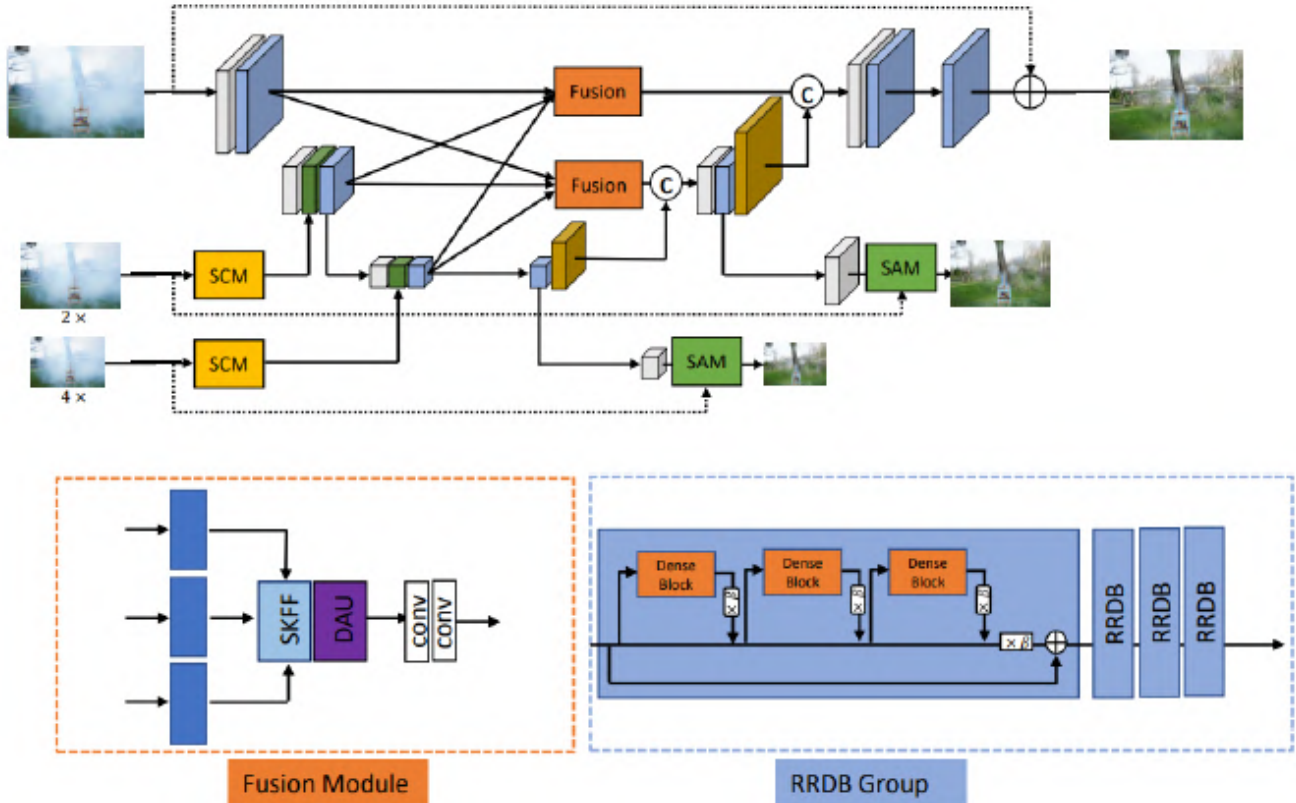 Fusion
C
Fusion
C
SCM
2 ×
SAM
SCM
4 ×
SAM
SKFF
DAU
conv
conv
Fusion Module
Dense
Block
× β
Dense
Block
× β
Dense
Block
× β
× β
RRDB
RRDB
RRDB
RRDB Group